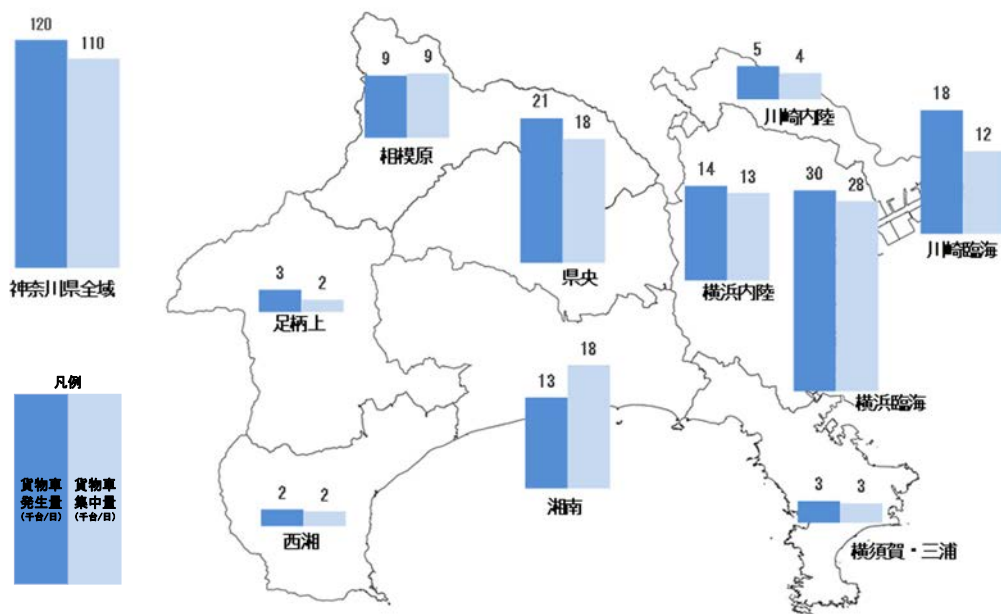 120
110
神奈川県全域
9
9
相模原
21
18
県央
5
4
川崎内陸
18
12
川崎臨海
14
13
横浜内陸
30
28
横浜臨海
3
2
足柄上
13
18
湘南
2
2
西湘
3
3
横須賀・三浦
凡例
貨物車
発生量
(千台/日)
貨物車
集中量
(千台/日)